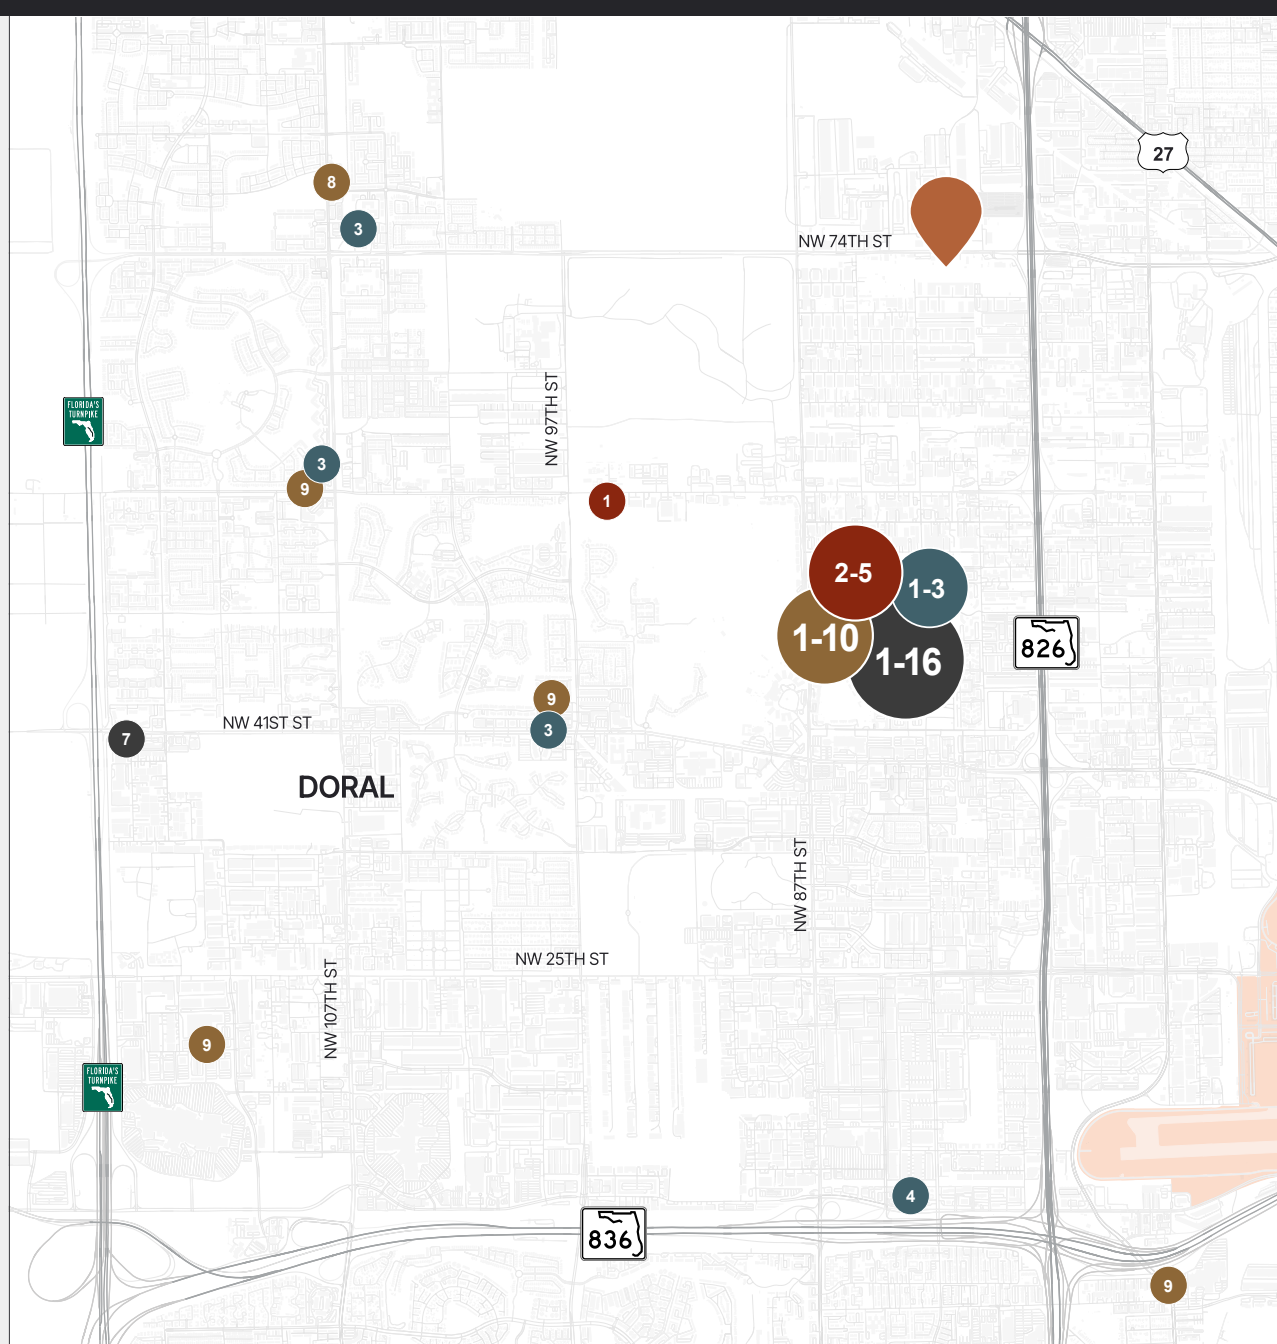 27
8
3
NW 74TH ST
FLORIDA'S
TURNPIKE
NW 97TH ST
3
9
1
2-5
1-3
1-10
1-16
826
9
3
NW 41ST ST
7
DORAL
NW 87TH ST
NW 25TH ST
NW 107TH ST
9
FLORIDA'S
TURNPIKE
4
836
9